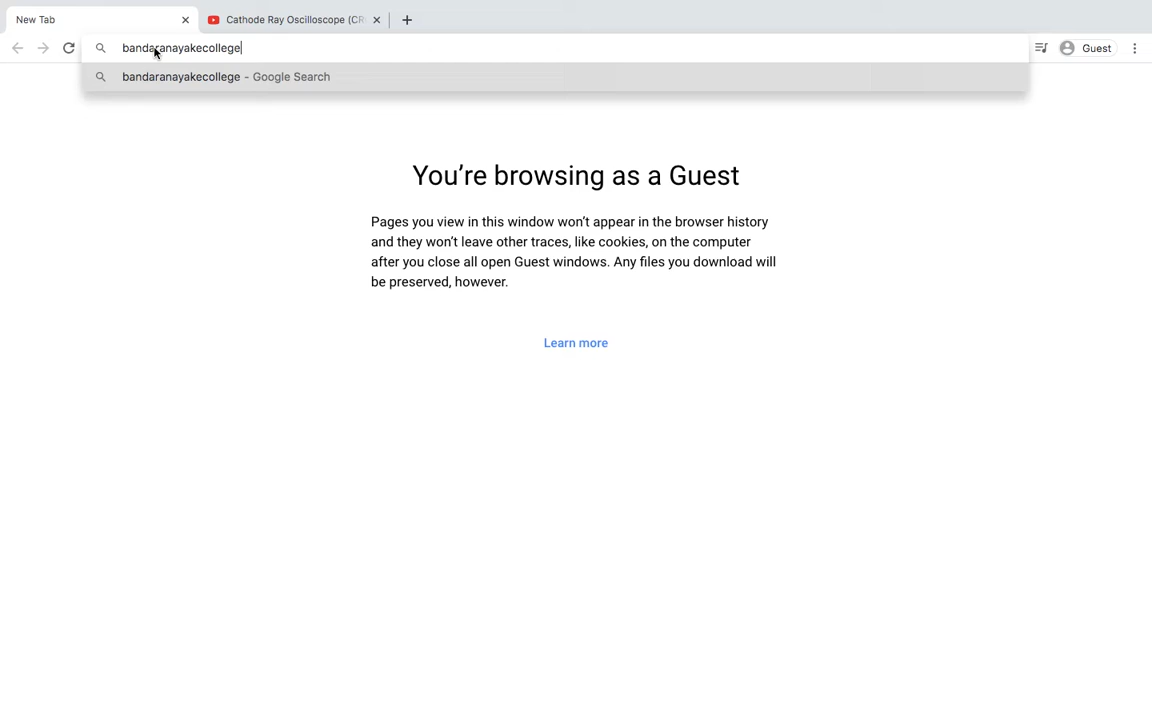 New Tab
Cathode Ray Oscilloscope (CR
bandaranayakecollege
Guest
bandaranayakecollege - Google Search
You're browsing as a Guest
Pages you view in this window won't appear in the browser history
and they won't leave other traces, like cookies, on the computer
after you close all open Guest windows. Any files you download will
be preserved, however.
Learn more